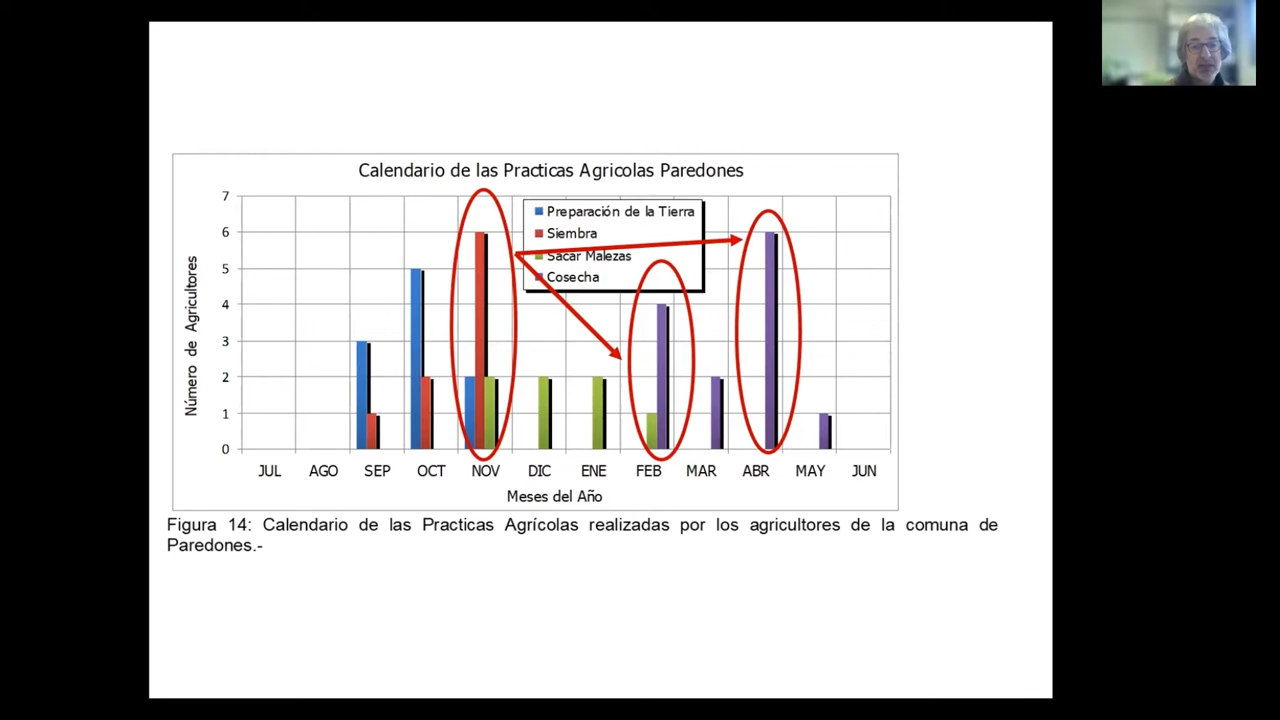 Calendario de las Practicas Agricolas Paredones
7
6
5
4
3
2
1
0
Número de Agricultores
Preparación de la Tierra
Siembra
Sacar Malezas
Cosecha
JUL AGO SEP OCT NOV DIC ENE FEB MAR ABR MAY JUN
Meses del Año
Figura 14: Calendario de las Practicas Agrícolas realizadas por los agricultores de la comuna de
Paredones.-